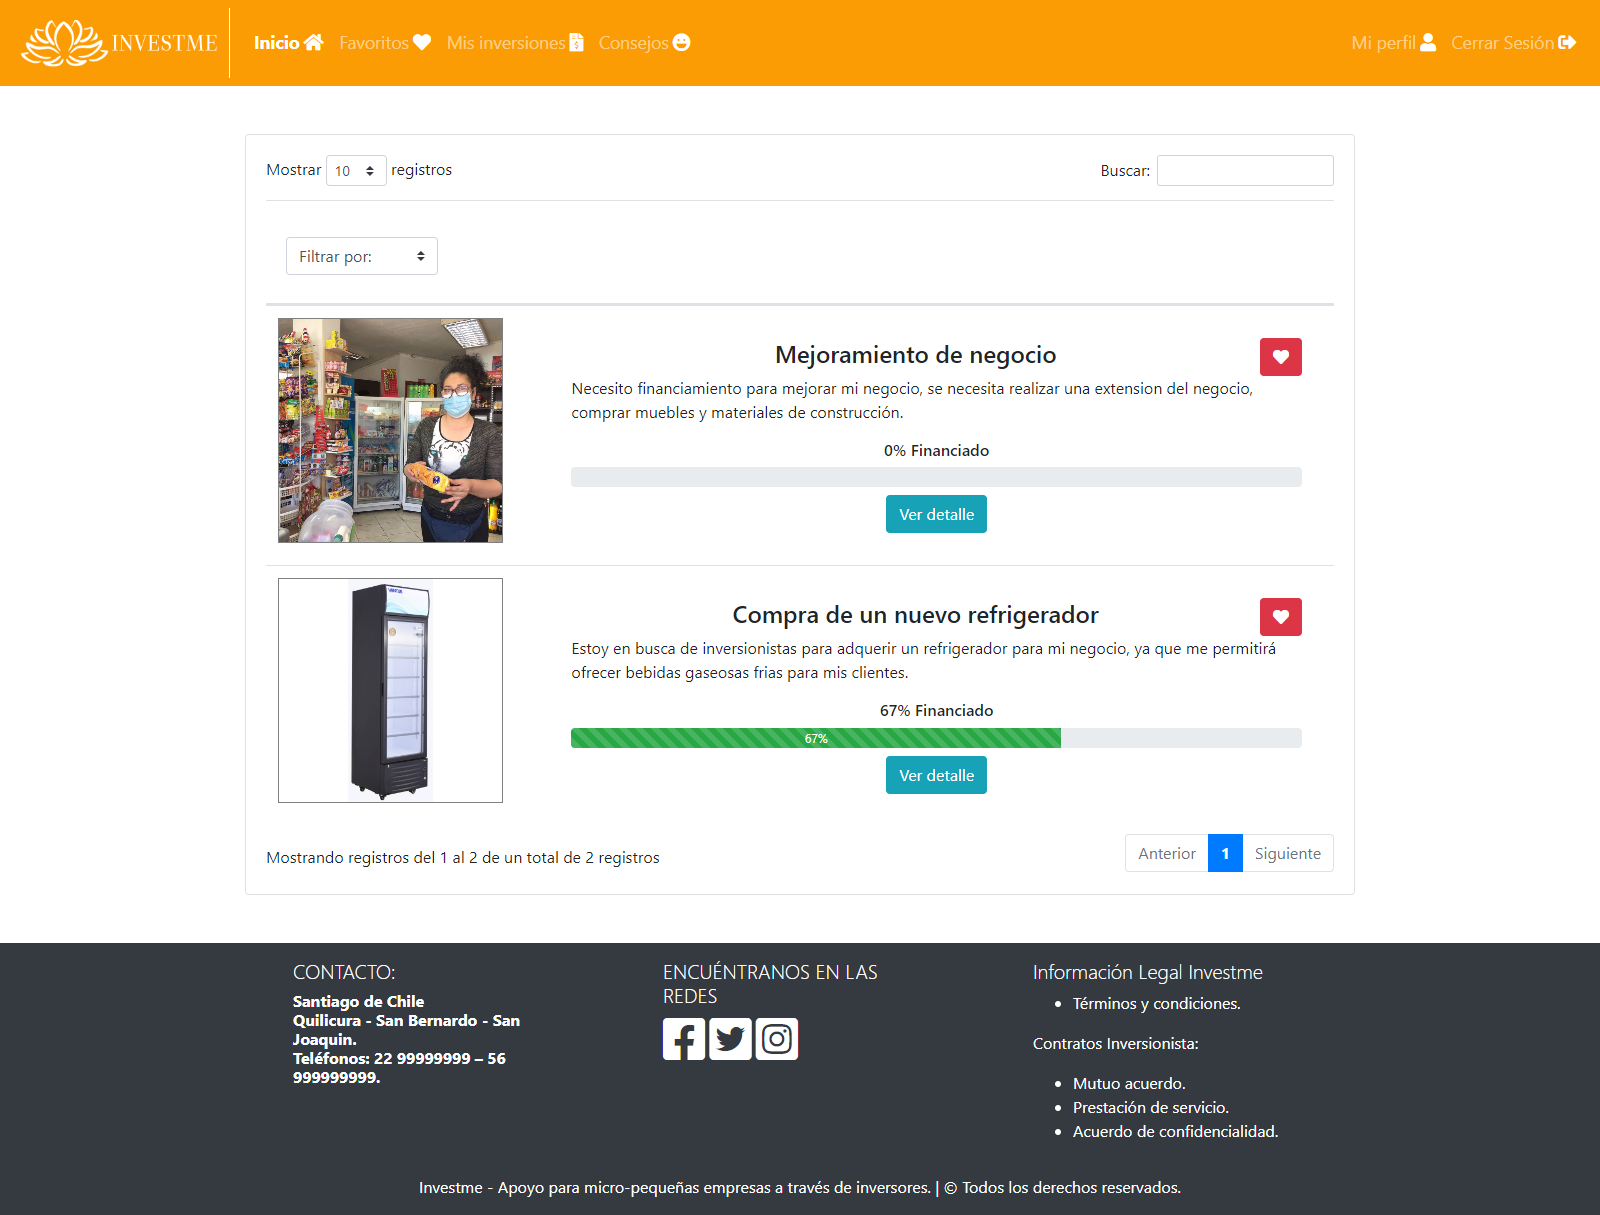 INVESTME
Inicio Favoritos Mis inversiones Consejos Mi perfil Cerrar Sesión
Mostrar 10 registros Buscar:
Filtrar por:
Mejoramiento de negocio
Necesito financiamiento para mejorar mi negocio, se necesita realizar una extension del negocio,
comprar muebles y materiales de construcción.
0% Financiado
Ver detalle
Compra de un nuevo refrigerador
Estoy en busca de inversionistas para adquerir un refrigerador para mi negocio, ya que me permitirá
ofrecer bebidas gaseosas frias para mis clientes.
67% Financiado
67%
Ver detalle
Mostrando registros del 1 al 2 de un total de 2 registros
Anterior 1 Siguiente
CONTACTO:
Santiago de Chile
Quilicura - San Bernardo - San
Joaquin.
Teléfonos: 22 99999999 – 56
999999999.
ENCUÉNTRANOS EN LAS
REDES
Información Legal Investme
• Términos y condiciones.
Contratos Inversionista:
• Mutuo acuerdo.
• Prestación de servicio.
• Acuerdo de confidencialidad.
Investme - Apoyo para micro-pequeñas empresas a través de inversores. | © Todos los derechos reservados.